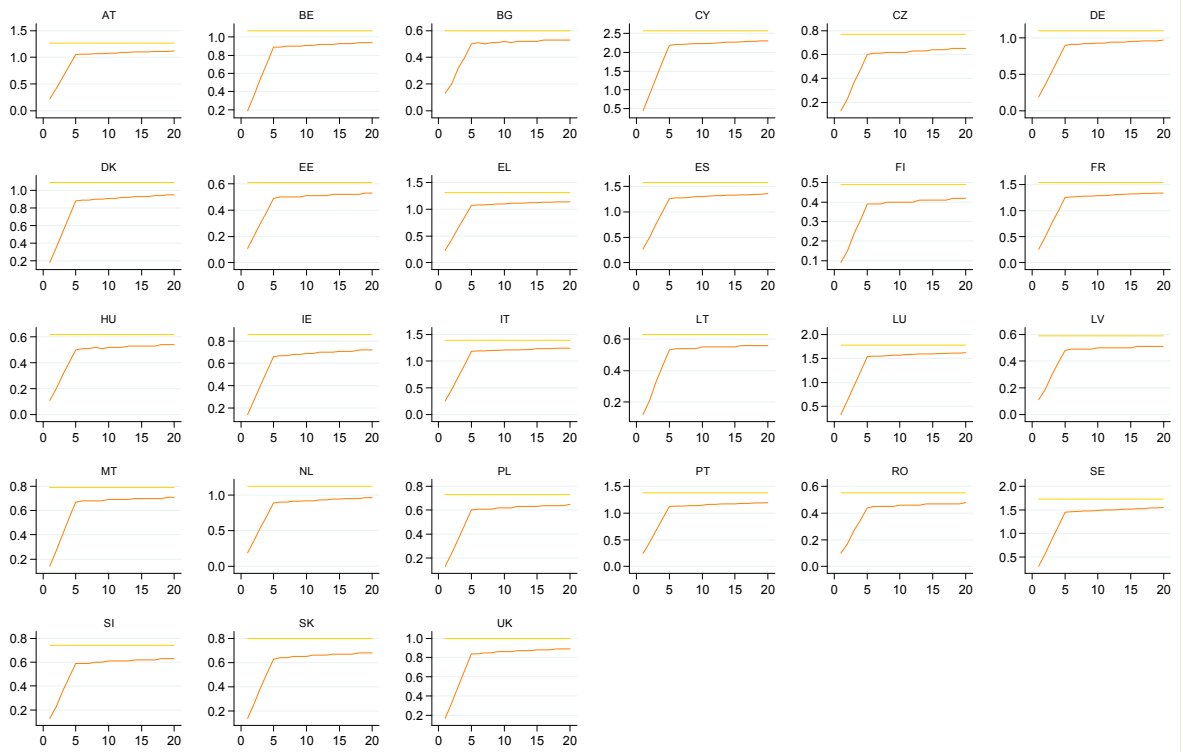 AT BE BG CY CZ DE
1.5 1.0 0.5 0.0
1.0 0.8 0.6 0.4 0.2
0.6 0.4 0.2 0.0
2.5 2.0 1.5 1.0 0.5
0.8 0.6 0.4 0.2
1.0 0.5 0.0
0 5 10 15 20 0 5 10 15 20 0 5 10 15 20 0 5 10 15 20 0 5 10 15 20 0 5 10 15 20
DK EE EL ES FI FR
1.0 0.8 0.6 0.4 0.2
0.6 0.4 0.2 0.0
1.5 1.0 0.5 0.0
1.5 1.0 0.5 0.0
0.5 0.4 0.3 0.2 0.1
1.5 1.0 0.5 0.0
0 5 10 15 20 0 5 10 15 20 0 5 10 15 20 0 5 10 15 20 0 5 10 15 20 0 5 10 15 20
HU IE IT LT LU LV
0.6 0.4 0.2 0.0
0.8 0.6 0.4 0.2
1.5 1.0 0.5 0.0
0.6 0.4 0.2
2.0 1.5 1.0 0.5
0.6 0.4 0.2 0.0
0 5 10 15 20 0 5 10 15 20 0 5 10 15 20 0 5 10 15 20 0 5 10 15 20 0 5 10 15 20
MT NL PL PT RO SE
0.8 0.6 0.4 0.2
1.0 0.5 0.0
0.8 0.6 0.4 0.2
1.5 1.0 0.5 0.0
0.6 0.4 0.2 0.0
2.0 1.5 1.0 0.5
0 5 10 15 20 0 5 10 15 20 0 5 10 15 20 0 5 10 15 20 0 5 10 15 20 0 5 10 15 20
SI SK UK
0.8 0.6 0.4 0.2
0.8 0.6 0.4 0.2
1.0 0.8 0.6 0.4 0.2
0 5 10 15 20 0 5 10 15 20 0 5 10 15 20